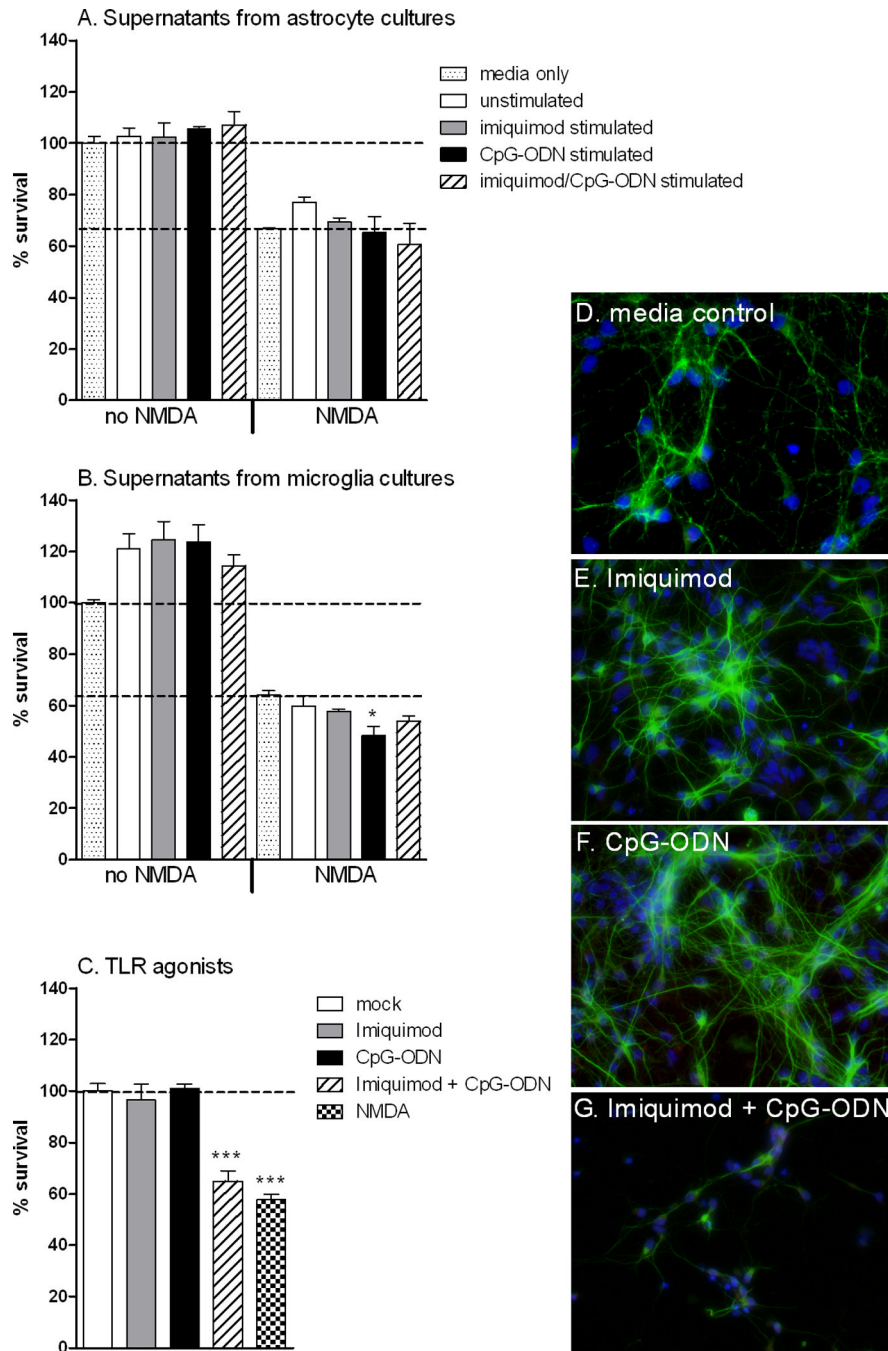 A. Supernatants from astrocyte cultures
140
120
100
80
60
40
20
0
% survival
no NMDA
NMDA
media only
unstimulated
imiquimod stimulated
CpG-ODN stimulated
imiquimod/CpG-ODN stimulated
B. Supernatants from microglia cultures
140
120
100
80
60
40
20
0
% survival
*
no NMDA
NMDA
C. TLR agonists
140
120
100
80
60
40
20
0
% survival
***
***
mock
Imiquimod
CpG-ODN
Imiquimod + CpG-ODN
NMDA
D. media control
E. Imiquimod
F. CpG-ODN
G. Imiquimod + CpG-ODN